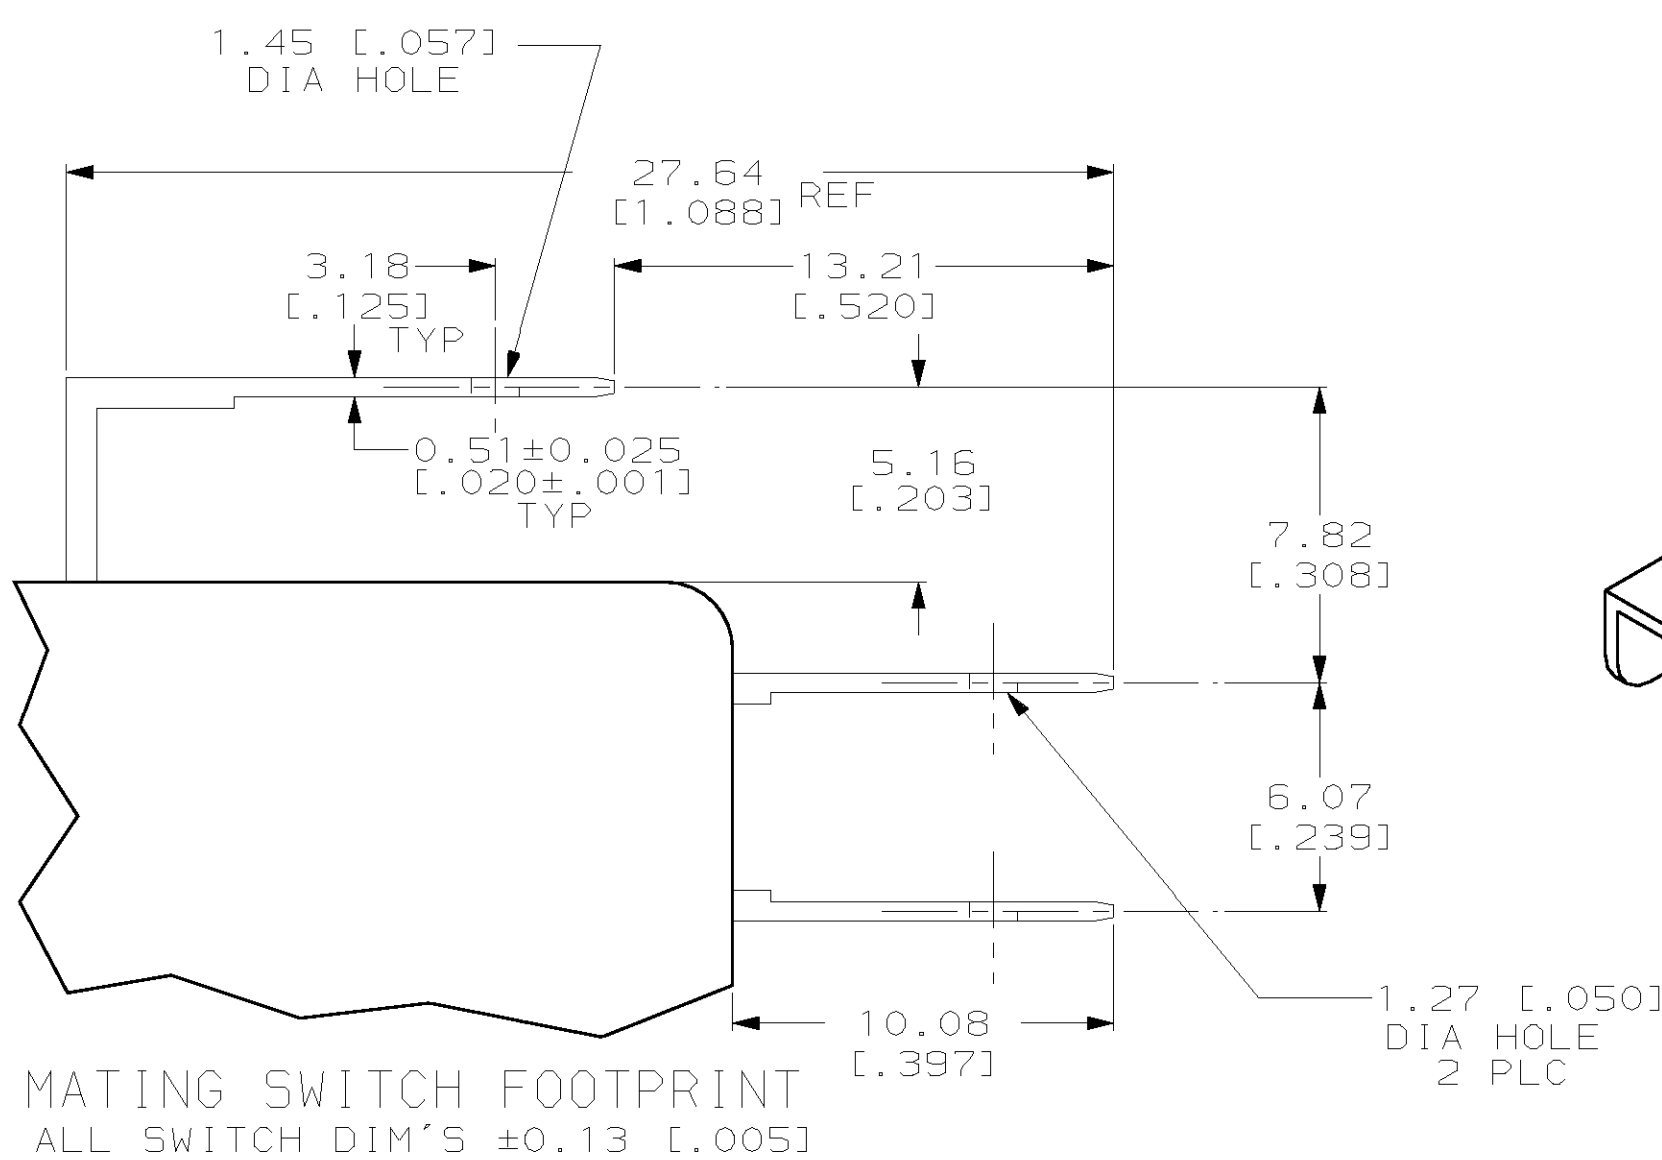 1.45 [.057]
DIA HOLE
27.64
[1.088] REF
3.18
[.125]
TYP
13.21
[.520]
0.51±0.025
[.020±.001]
TYP
5.16
[.203]
7.82
[.308]
6.07
[.239]
1.27 [.050]
DIA HOLE
2 PLC
10.08
[.397]
MATING SWITCH FOOTPRINT
ALL SWITCH DIM'S ±0.13 [.005]